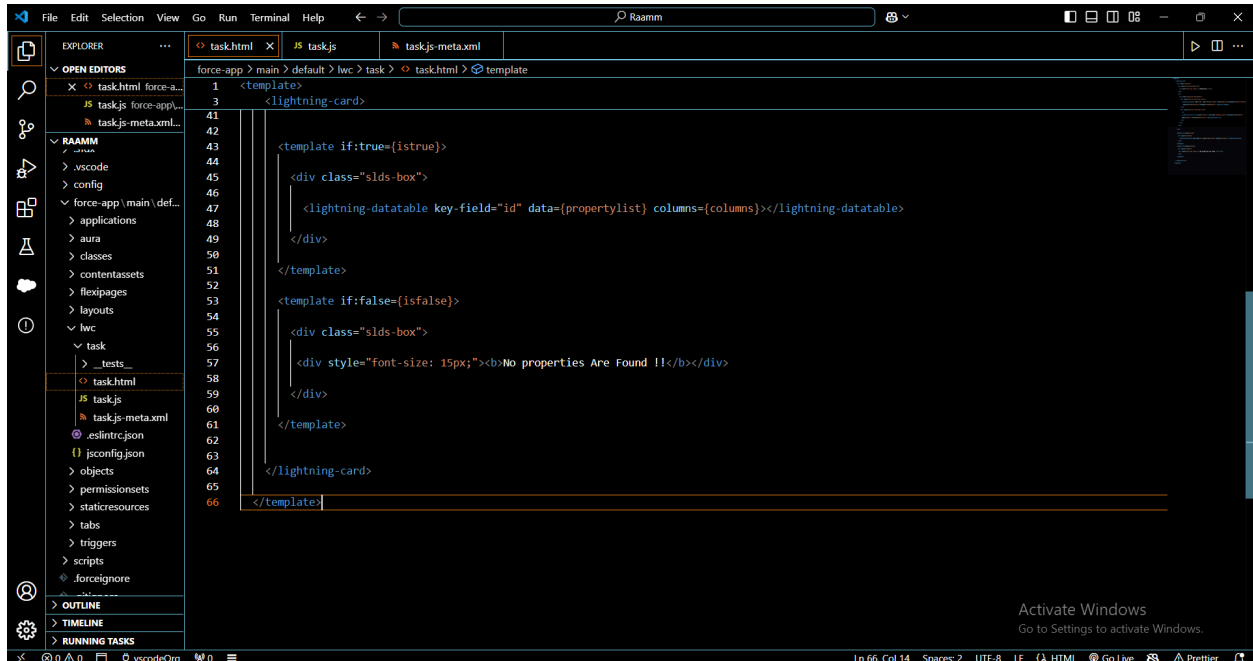 File Edit Selection View Go Run Terminal Help
Raamm
EXPLORER
OPEN EDITORS
task.html force-a...
JS task.js force-app\...
task.js-meta.xml...
RAAMM
.vscode
config
force-app\main\def...
applications
aura
classes
contentassets
flexipages
layouts
lwc
task
__tests__
task.html
JS task.js
task.js-meta.xml
.eslintrc.json
{} jsconfig.json
objects
permissionsets
staticresources
tabs
triggers
scripts
.forceignore
OUTLINE
TIMELINE
RUNNING TASKS
task.html
JS task.js
task.js-meta.xml
force-app > main > default > lwc > task > task.html > template
1 <template>
3 <lightning-card>
41
42
43 <template if:true={istrue}>
44
45 <div class="slds-box">
46
47 <lightning-datatable key-field="id" data={propertylist} columns={columns}></lightning-datatable>
48
49 </div>
50
51 </template>
52
53 <template if:false={isfalse}>
54
55 <div class="slds-box">
56
57 <div style="font-size: 15px;"><b>No properties Are Found !!</b></div>
58
59 </div>
60
61 </template>
62
63
64 </lightning-card>
65
66 </template>
Activate Windows
Go to Settings to activate Windows.
0 0 vscodeOrg 0
Ln 66, Col 14 Spaces: 2 UTF-8 LF HTML Go Live Prettier